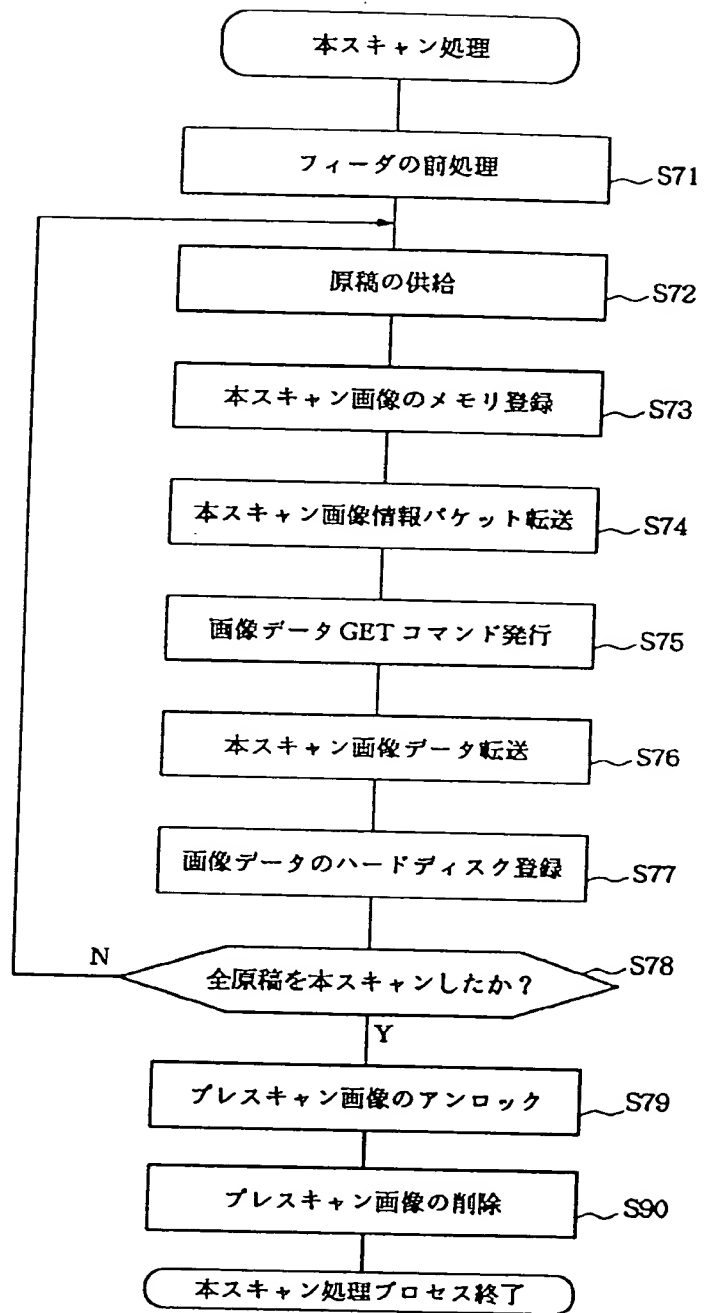 本スキャン処理
フィーダの前処理
S71
原稿の供給
S72
本スキャン画像のメモリ登録
S73
本スキャン画像情報パケット転送
S74
画像データGETコマンド発行
S75
本スキャン画像データ転送
S76
画像データのハードディスク登録
S77
N
全原稿を本スキャンしたか？
S78
Y
プレスキャン画像のアンロック
S79
プレスキャン画像の削除
S90
本スキャン処理プロセス終了